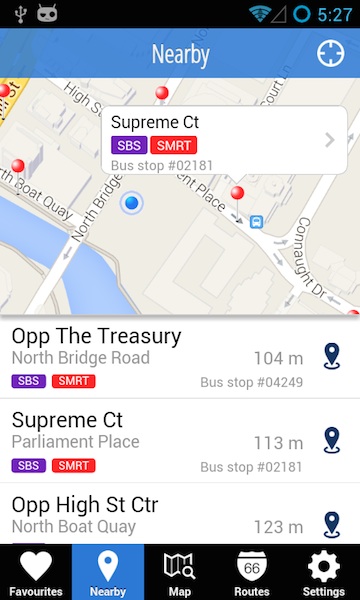 5:27
Nearby
High S
Court Ln
Supreme Ct
SBS SMRT
Bus stop #02181
North Boat Quay
North Bridge
ment Place
Connaught Dr
Opp The Treasury
North Bridge Road
104 m
SBS SMRT
Bus stop #04249
Supreme Ct
Parliament Place
113 m
SBS SMRT
Bus stop #02181
Opp High St Ctr
North Boat Quay
123 m
66
Favourites Nearby Map Routes Settings